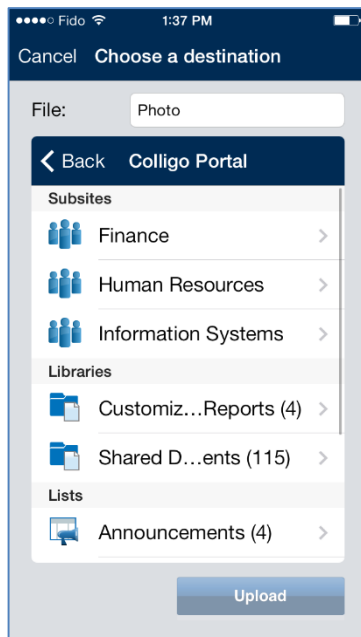 Fido 1:37 PM
Cancel Choose a destination
File: Photo
Back Colligo Portal
Subsites
Finance
Human Resources
Information Systems
Libraries
Customiz...Reports (4)
Shared D...ents (115)
Lists
Announcements (4)
Upload